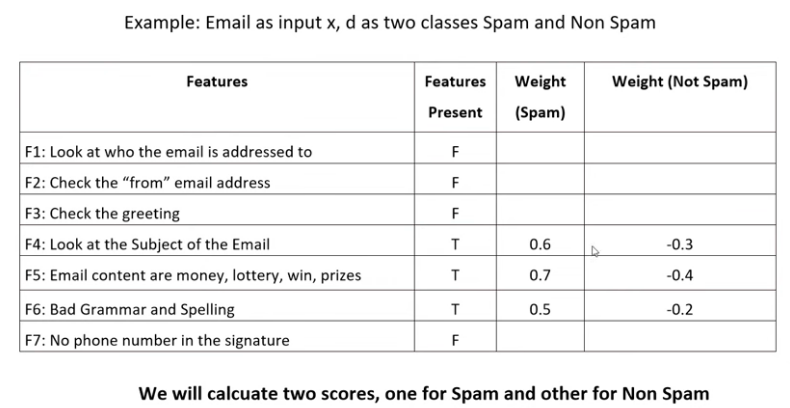 Example: Email as input x, d as two classes Spam and Non Spam
Features Features Present Weight (Spam) Weight (Not Spam)
F1: Look at who the email is addressed to F
F2: Check the “from” email address F
F3: Check the greeting F
F4: Look at the Subject of the Email T 0.6 -0.3
F5: Email content are money, lottery, win, prizes T 0.7 -0.4
F6: Bad Grammar and Spelling T 0.5 -0.2
F7: No phone number in the signature F
We will calcuate two scores, one for Spam and other for Non Spam